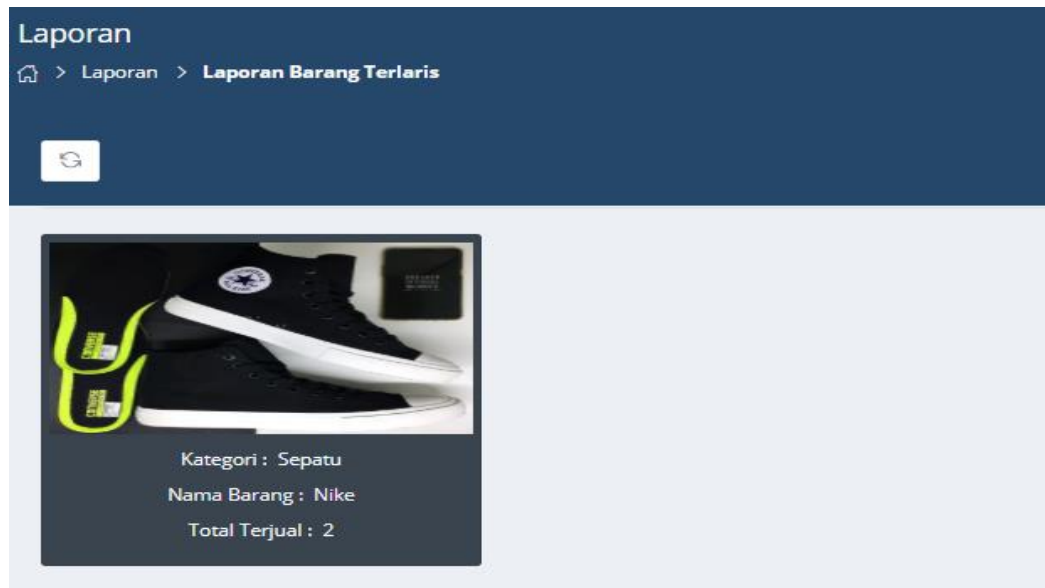 Laporan
> Laporan > Laporan Barang Terlaris
Kategori : Sepatu
Nama Barang : Nike
Total Terjual : 2